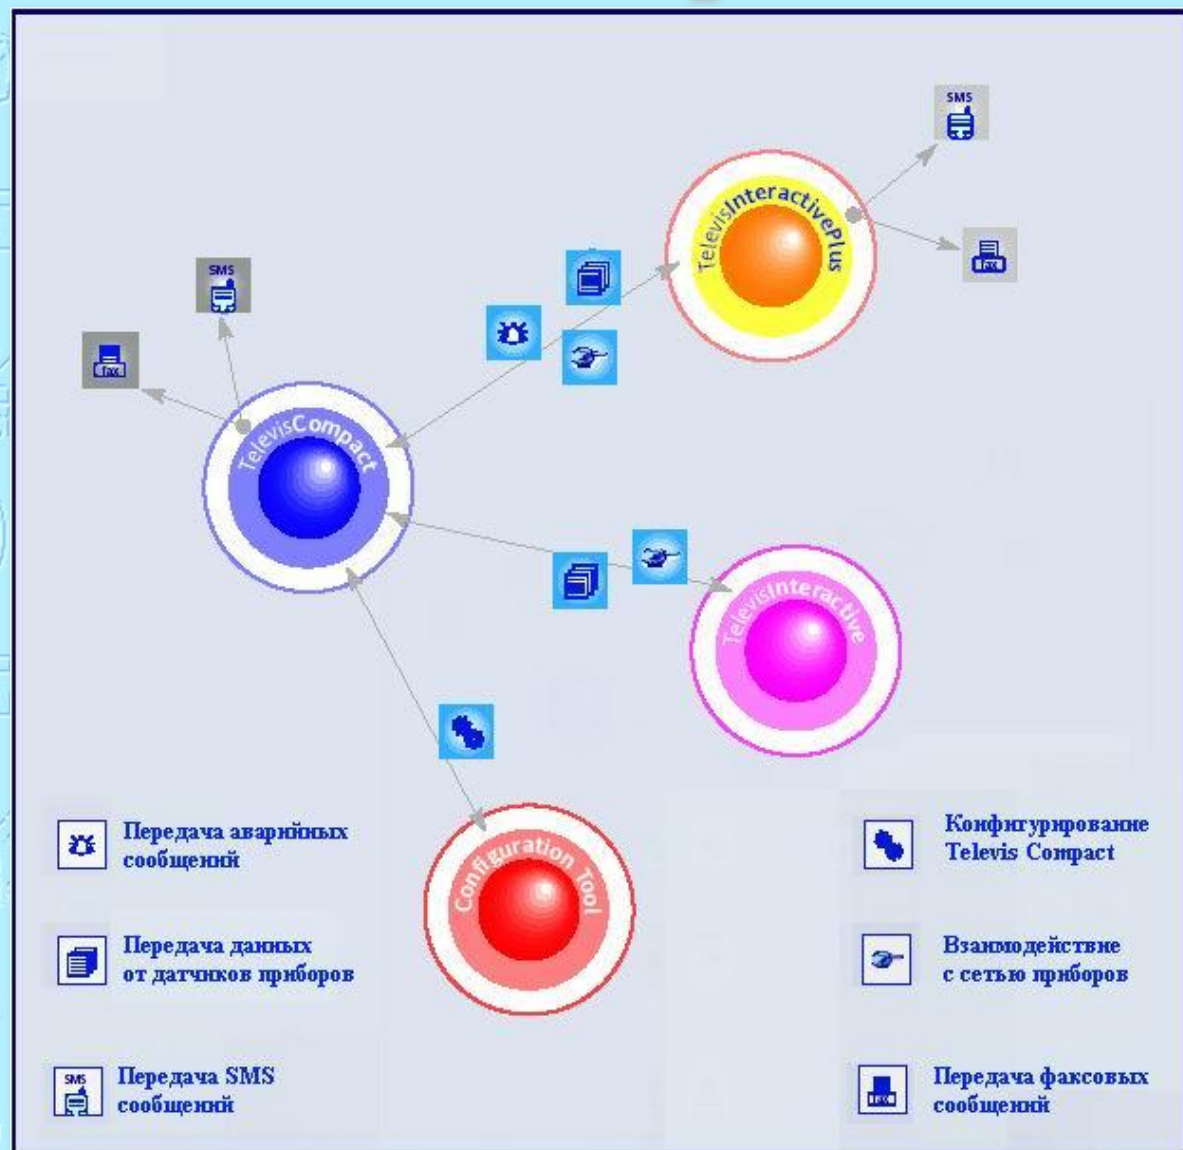 SMS
TelevisInteractivePlus
fax
SMS
fax
TelevisCompact
TelevisInteractive
Configuration Tool
Передача аварийных
сообщений
Конфигурирование
Televis Compact
Передача данных
от датчиков приборов
Взаимодействие
с сетью приборов
SMS
Передача SMS
сообщений
fax
Передача факсовых
сообщений